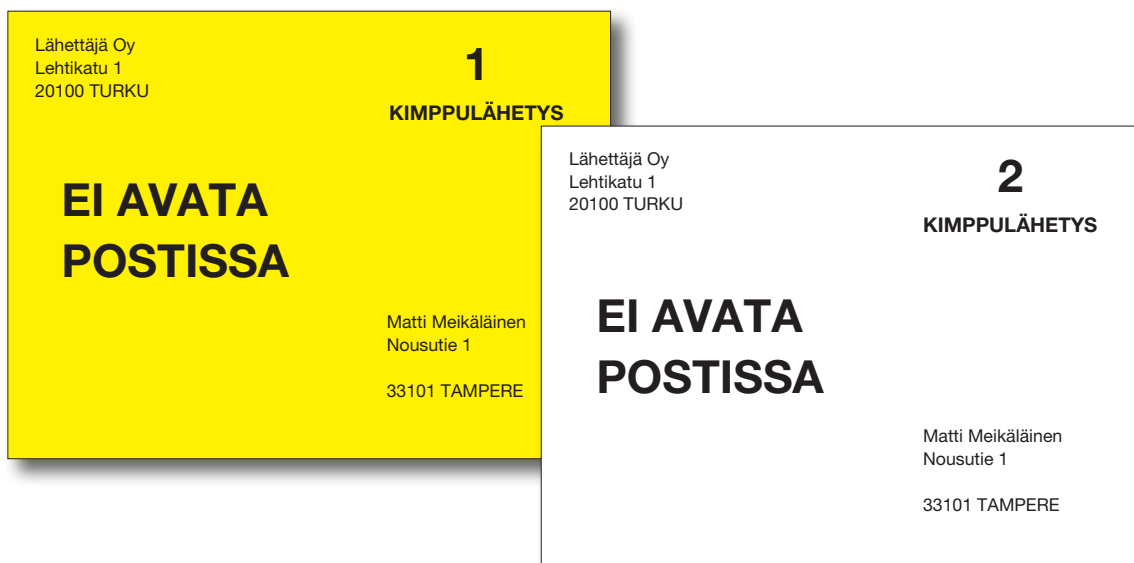 Lähettäjä Oy
Lehtikatu 1
20100 TURKU
1
KIMPPULÄHETYS
EI AVATA
POSTISSA
Matti Meikäläinen
Nousutie 1
33101 TAMPERE
Lähettäjä Oy
Lehtikatu 1
20100 TURKU
2
KIMPPULÄHETYS
EI AVATA
POSTISSA
Matti Meikäläinen
Nousutie 1
33101 TAMPERE